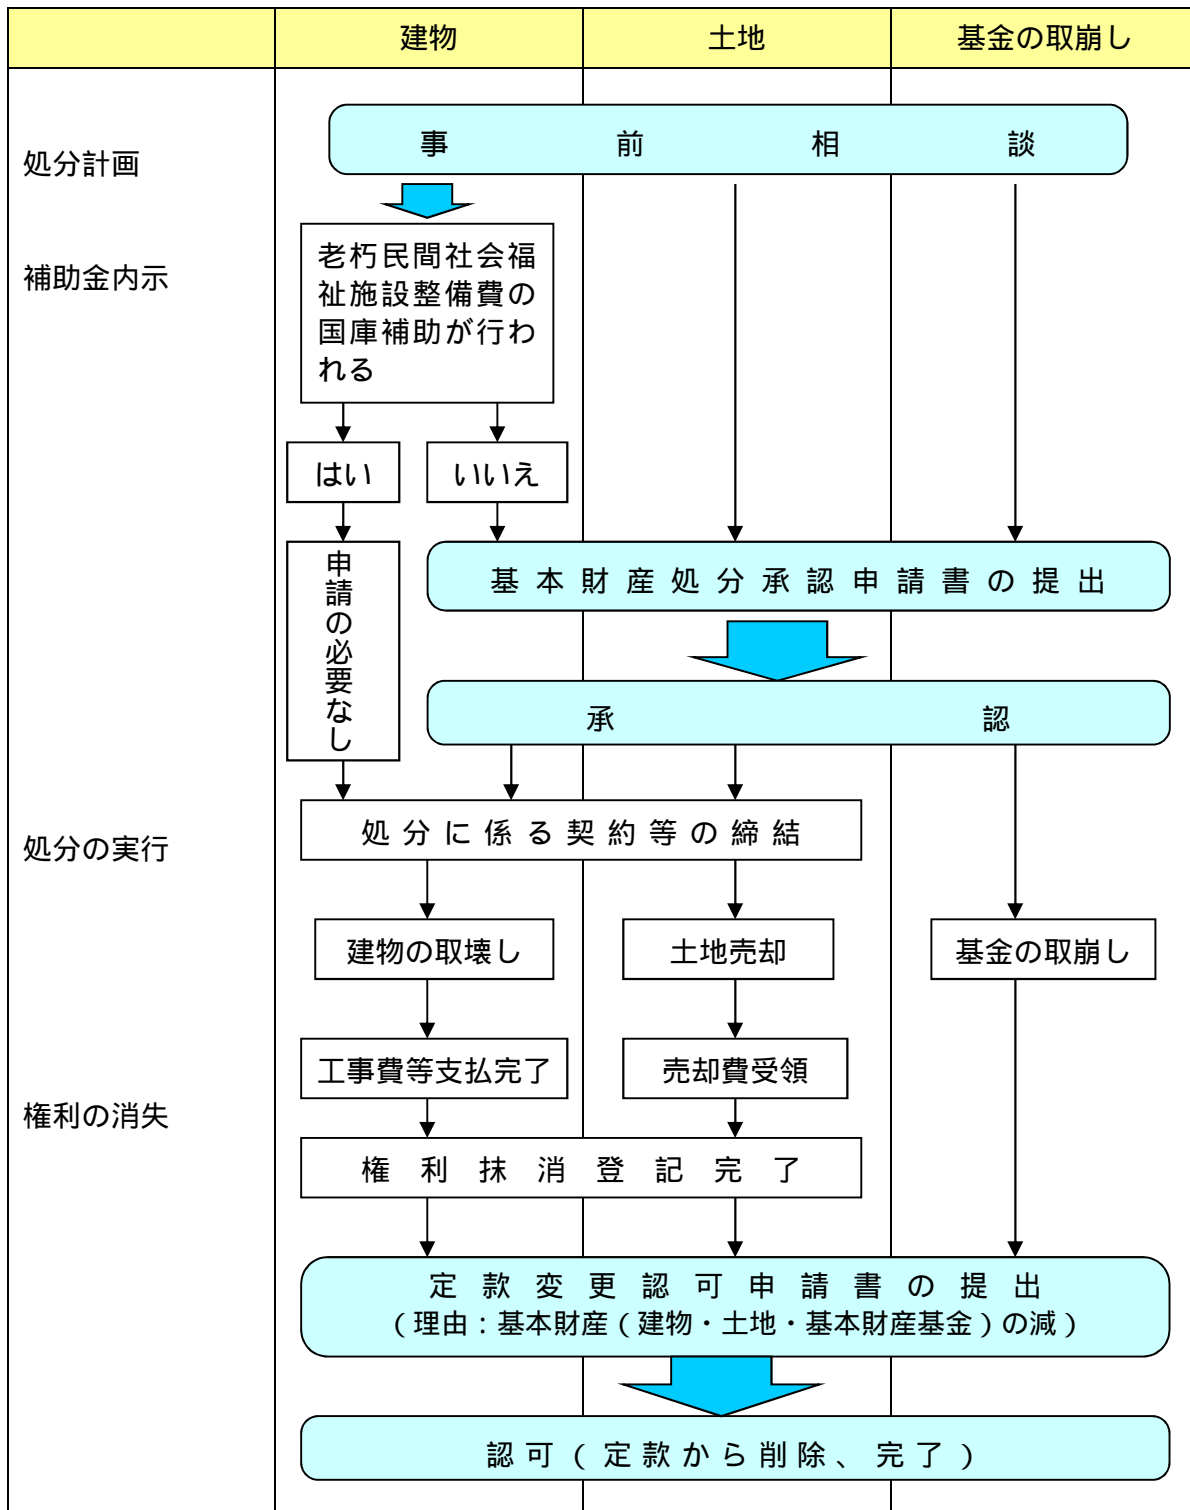 建物 土地 基金の取崩し
事前相談
処分計画
老朽民間社会福
祉施設整備費の
国庫補助が行わ
れる
補助金内示
はい いいえ
申請の必要なし
基本財産処分承認申請書の提出
承認
処分に係る契約等の締結
処分の実行
建物の取壊し 土地売却 基金の取崩し
工事費等支払完了 売却費受領
権利の消失
権利抹消登記完了
定款変更認可申請書の提出
（理由：基本財産（建物・土地・基本財産基金）の減）
認可（定款から削除、完了）